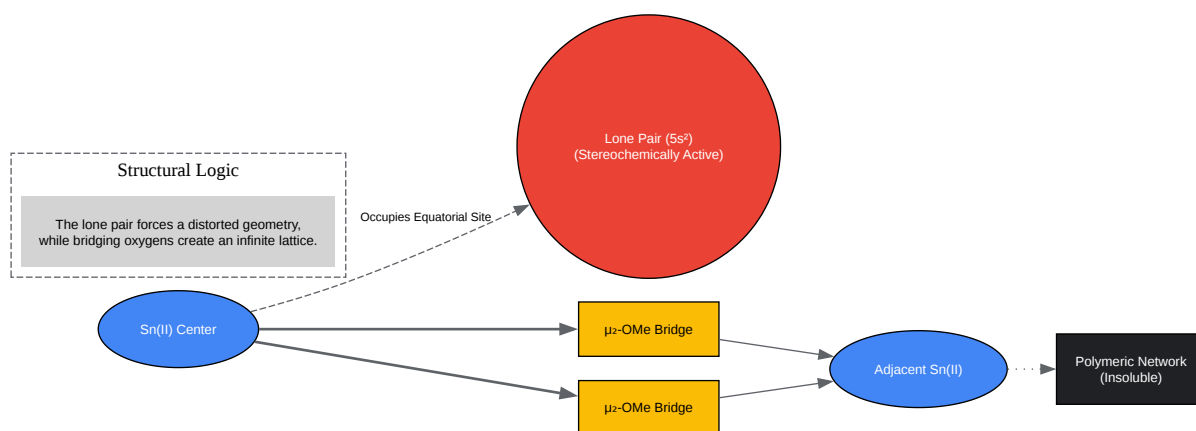 Lone Pair (5s²)
(Stereochemically Active)
Structural Logic
The lone pair forces a distorted geometry,
while bridging oxygens create an infinite lattice.
Occupies Equatorial Site
Sn(II) Center
μ₂-OMe Bridge
Adjacent Sn(II)
Polymeric Network
(Insoluble)
μ₂-OMe Bridge